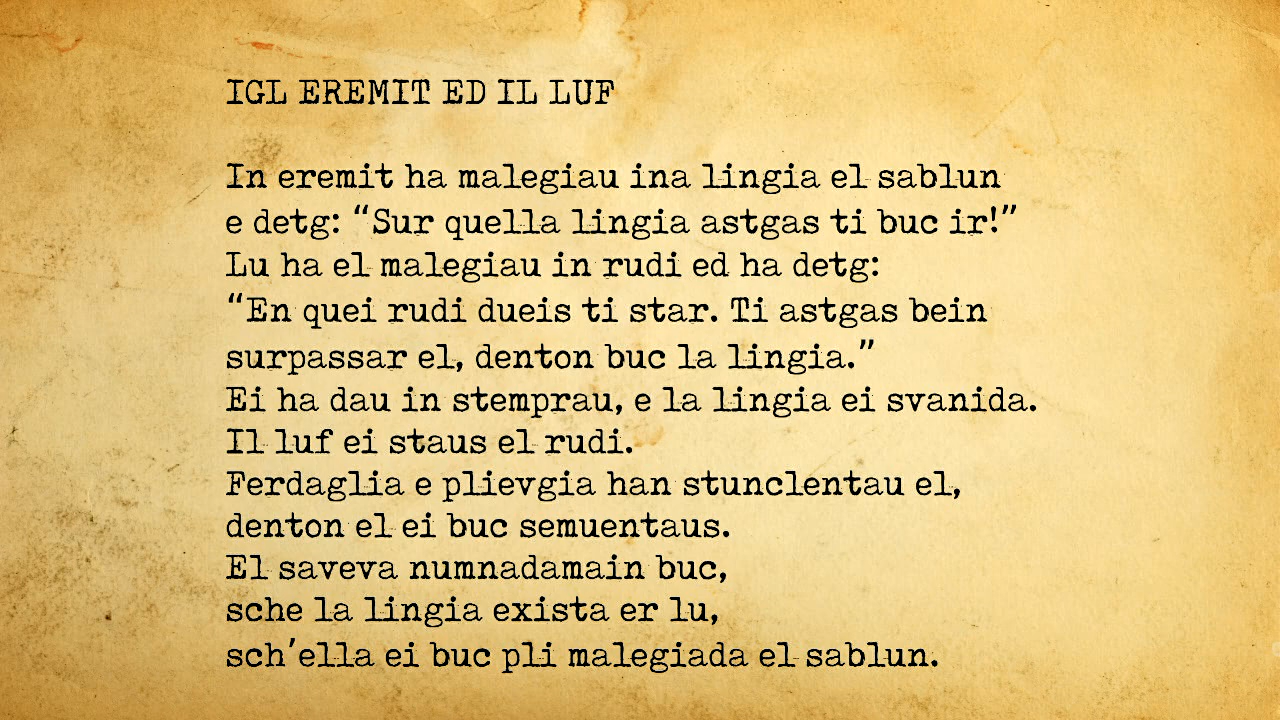 IGL EREMIT ED IL LUF
In eremit ha malegiau ina lingia el sablun
e detg: “Sur quella lingia astgas ti buc ir!”
Lu ha el malegiau in rudi ed ha detg:
“En quei rudi dueis ti star. Ti astgas bein
surpassar el, denton buc la lingia.”
Ei ha dau in stemprau, e la lingia ei svanida.
Il luf ei staus el rudi.
Ferdaglia e plievgia han stunclentau el,
denton el ei buc semuentaus.
El saveva numnadamain buc,
sche la lingia exista er lu,
sch'ella ei buc pli malegiada el sablun.